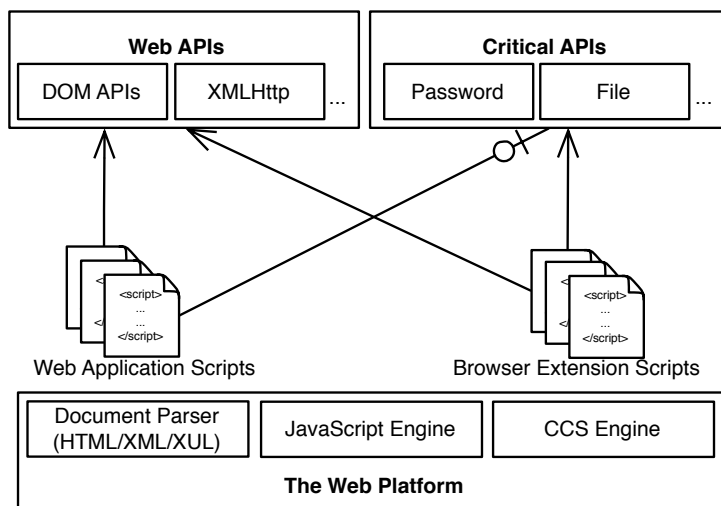 Web APIs
DOM APIs
XMLHttp
...
Critical APIs
Password
File
...
<script>
...
...
</script>
Web Application Scripts
<script>
...
...
</script>
Browser Extension Scripts
Document Parser
(HTML/XML/XUL)
JavaScript Engine
CCS Engine
The Web Platform